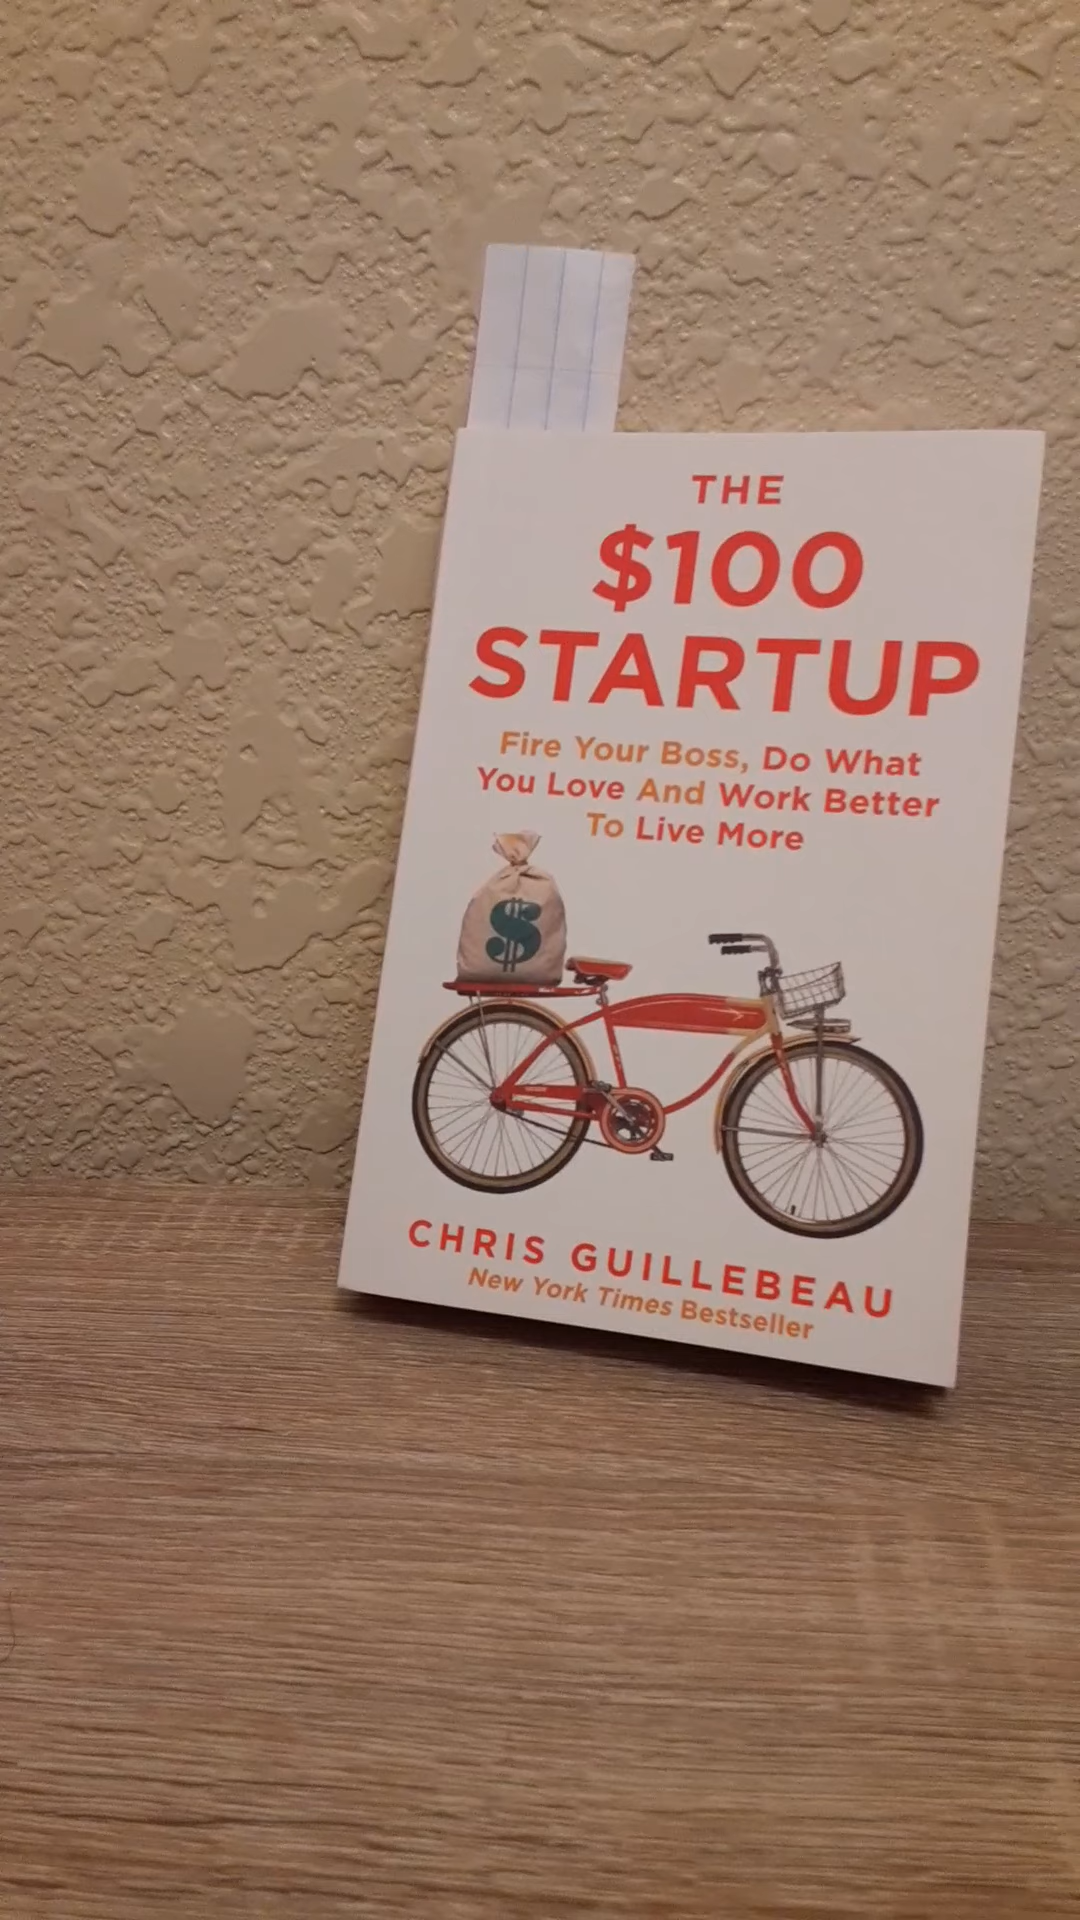 THE
$100
STARTUP
Fire Your Boss, Do What
You Love And Work Better
To Live More
$
CHRIS GUILLEBEAU
New York Times Bestseller